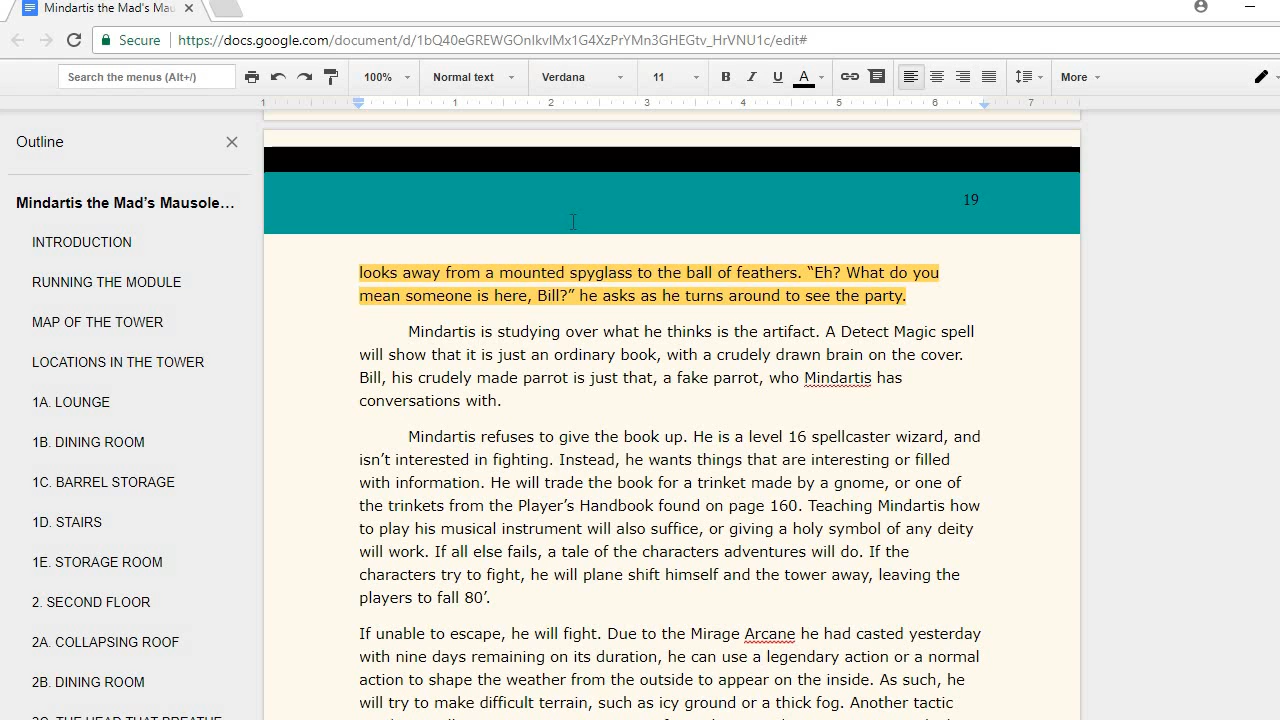 Mindartis the Mad's Mau
Secure https://docs.google.com/document/d/1bQ40eGREWGOnIkvIMx1G4XzPrYMn3GHEGtv_HrVNU1c/edit#
Search the menus (Alt+/) 100% Normal text Verdana 11 B I U A More
1 1 2 3 4 5 6 7
Outline
Mindartis the Mad's Mausole...
INTRODUCTION
RUNNING THE MODULE
MAP OF THE TOWER
LOCATIONS IN THE TOWER
1A. LOUNGE
1B. DINING ROOM
1C. BARREL STORAGE
1D. STAIRS
1E. STORAGE ROOM
2. SECOND FLOOR
2A. COLLAPSING ROOF
2B. DINING ROOM
19
looks away from a mounted spyglass to the ball of feathers. “Eh? What do you
mean someone is here, Bill?” he asks as he turns around to see the party.
Mindartis is studying over what he thinks is the artifact. A Detect Magic spell
will show that it is just an ordinary book, with a crudely drawn brain on the cover.
Bill, his crudely made parrot is just that, a fake parrot, who Mindartis has
conversations with.
Mindartis refuses to give the book up. He is a level 16 spellcaster wizard, and
isn’t interested in fighting. Instead, he wants things that are interesting or filled
with information. He will trade the book for a trinket made by a gnome, or one of
the trinkets from the Player’s Handbook found on page 160. Teaching Mindartis how
to play his musical instrument will also suffice, or giving a holy symbol of any deity
will work. If all else fails, a tale of the characters adventures will do. If the
characters try to fight, he will plane shift himself and the tower away, leaving the
players to fall 80’.
If unable to escape, he will fight. Due to the Mirage Arcane he had casted yesterday
with nine days remaining on its duration, he can use a legendary action or a normal
action to shape the weather from the outside to appear on the inside. As such, he
will try to make difficult terrain, such as icy ground or a thick fog. Another tactic